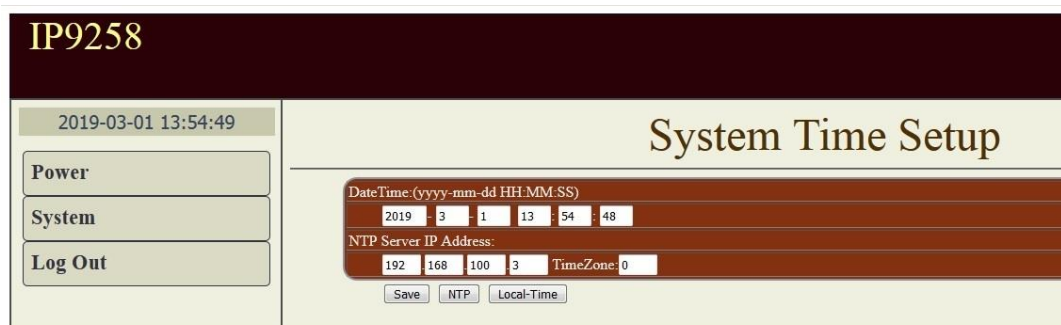 IP9258
2019-03-01 13:54:49
Power
System
Log Out
System Time Setup
DateTime:(yyyy-mm-dd HH:MM:SS)
2019 - 3 - 1 13 : 54 : 48
NTP Server IP Address:
192 . 168 . 100 . 3 TimeZone: 0
Save NTP Local-Time